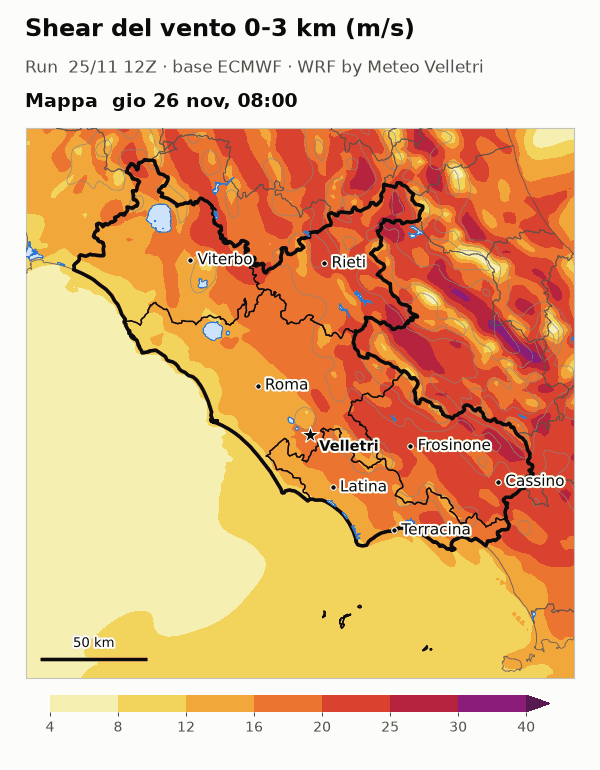 Shear del vento 0-3 km (m/s)
Run  25/11 12Z · base ECMWF · WRF by Meteo Velletri
Mappa  gio 26 nov, 08:00
Viterbo
Rieti
Roma
Velletri
Frosinone
Cassino
Latina
Terracina
50 km
4 8 12 16 20 25 30 40